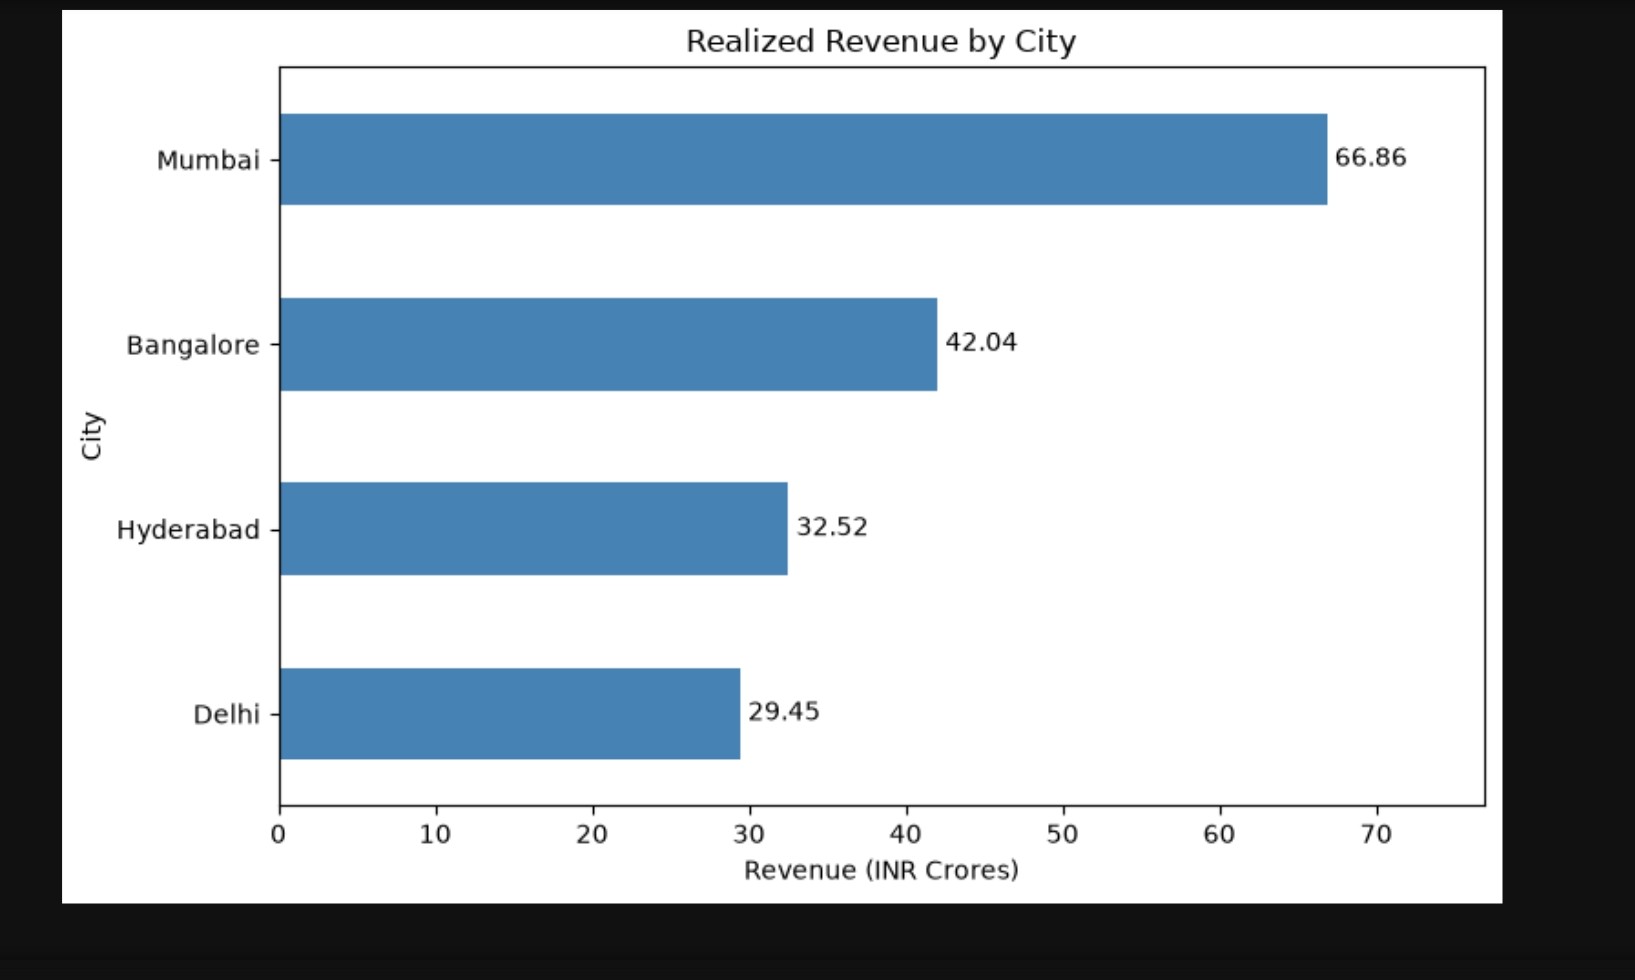 Realized Revenue by City
Mumbai
66.86
Bangalore
42.04
City
Hyderabad
32.52
Delhi
29.45
0 10 20 30 40 50 60 70
Revenue (INR Crores)